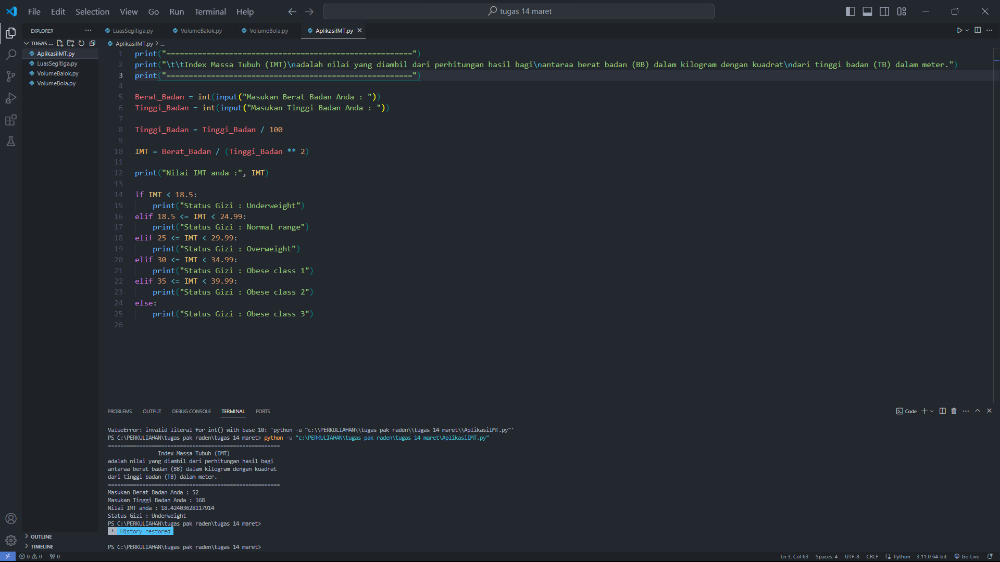 File Edit Selection View Go Run Terminal Help
tugas 14 maret
EXPLORER
LuasSegitiga.py
VolumeBalok.py
VolumeBola.py
AplikasiIMT.py
TUGAS ...
AplikasiIMT.py
LuasSegitiga.py
VolumeBalok.py
VolumeBola.py
AplikasiIMT.py > ...
1 print("=======================================================")
2 print("\t\tIndex Massa Tubuh (IMT)\nadalah nilai yang diambil dari perhitungan hasil bagi\nantaraa berat badan (BB) dalam kilogram dengan kuadrat\ndari tinggi badan (TB) dalam meter.")
3 print("=======================================================")
4
5 Berat_Badan = int(input("Masukan Berat Badan Anda : "))
6 Tinggi_Badan = int(input("Masukan Tinggi Badan Anda : "))
7
8 Tinggi_Badan = Tinggi_Badan / 100
9
10 IMT = Berat_Badan / (Tinggi_Badan ** 2)
11
12 print("Nilai IMT anda :", IMT)
13
14 if IMT < 18.5:
15 print("Status Gizi : Underweight")
16 elif 18.5 <= IMT < 24.99:
17 print("Status Gizi : Normal range")
18 elif 25 <= IMT < 29.99:
19 print("Status Gizi : Overweight")
20 elif 30 <= IMT < 34.99:
21 print("Status Gizi : Obese class 1")
22 elif 35 <= IMT < 39.99:
23 print("Status Gizi : Obese class 2")
24 else:
25 print("Status Gizi : Obese class 3")
26
PROBLEMS OUTPUT DEBUG CONSOLE TERMINAL PORTS
Code
ValueError: invalid literal for int() with base 10: 'python -u "c:\\PERKULIAHAN\\tugas pak raden\\tugas 14 maret\\AplikasiIMT.py"'
PS C:\PERKULIAHAN\tugas pak raden\tugas 14 maret> python -u "c:\PERKULIAHAN\tugas pak raden\tugas 14 maret\AplikasiIMT.py"
=======================================================
Index Massa Tubuh (IMT)
adalah nilai yang diambil dari perhitungan hasil bagi
antaraa berat badan (BB) dalam kilogram dengan kuadrat
dari tinggi badan (TB) dalam meter.
=======================================================
Masukan Berat Badan Anda : 52
Masukan Tinggi Badan Anda : 168
Nilai IMT anda : 18.42403628117914
Status Gizi : Underweight
PS C:\PERKULIAHAN\tugas pak raden\tugas 14 maret>
* History restored
PS C:\PERKULIAHAN\tugas pak raden\tugas 14 maret>
OUTLINE
TIMELINE
0 0 0
Ln 3, Col 63 Spaces: 4 UTF-8 CRLF Python 3.11.0 64-bit Go Live